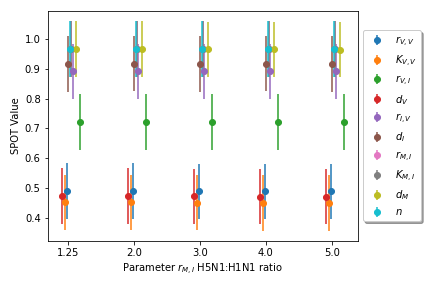 SPOT Value
1.0
0.9
0.8
0.7
0.6
0.5
0.4
1.25
2.0
3.0
4.0
5.0
Parameter r_{M,I} H5N1:H1N1 ratio
r_{V,V}
K_{V,V}
r_{V,I}
d_V
r_{I,V}
d_I
r_{M,I}
K_{M,I}
d_M
n